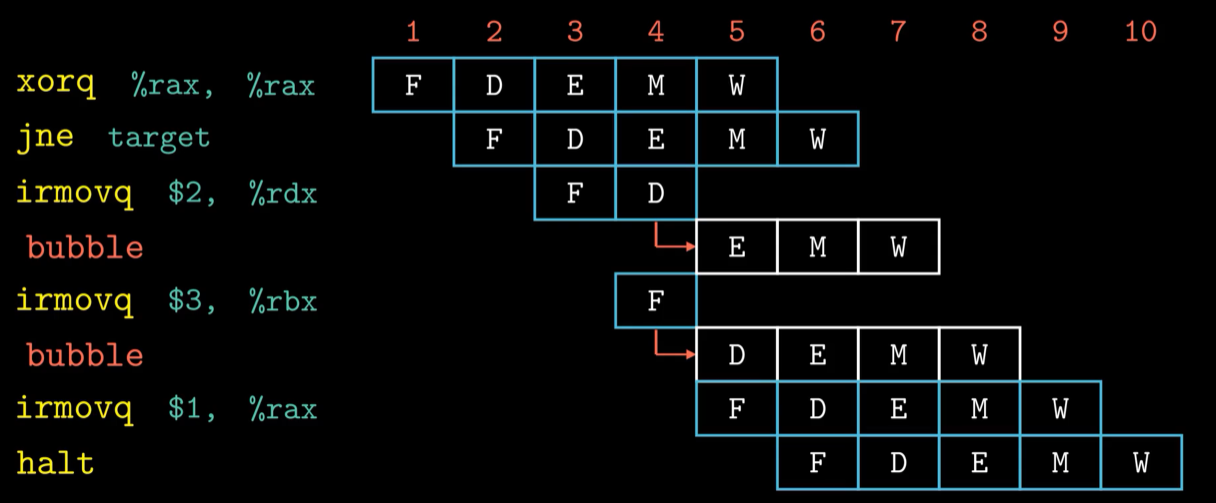 1 2 3 4 5 6 7 8 9 10
xorq %rax, %rax F D E M W
jne target F D E M W
irmovq $2, %rdx F D
bubble E M W
irmovq $3, %rbx F
bubble D E M W
irmovq $1, %rax F D E M W
halt F D E M W